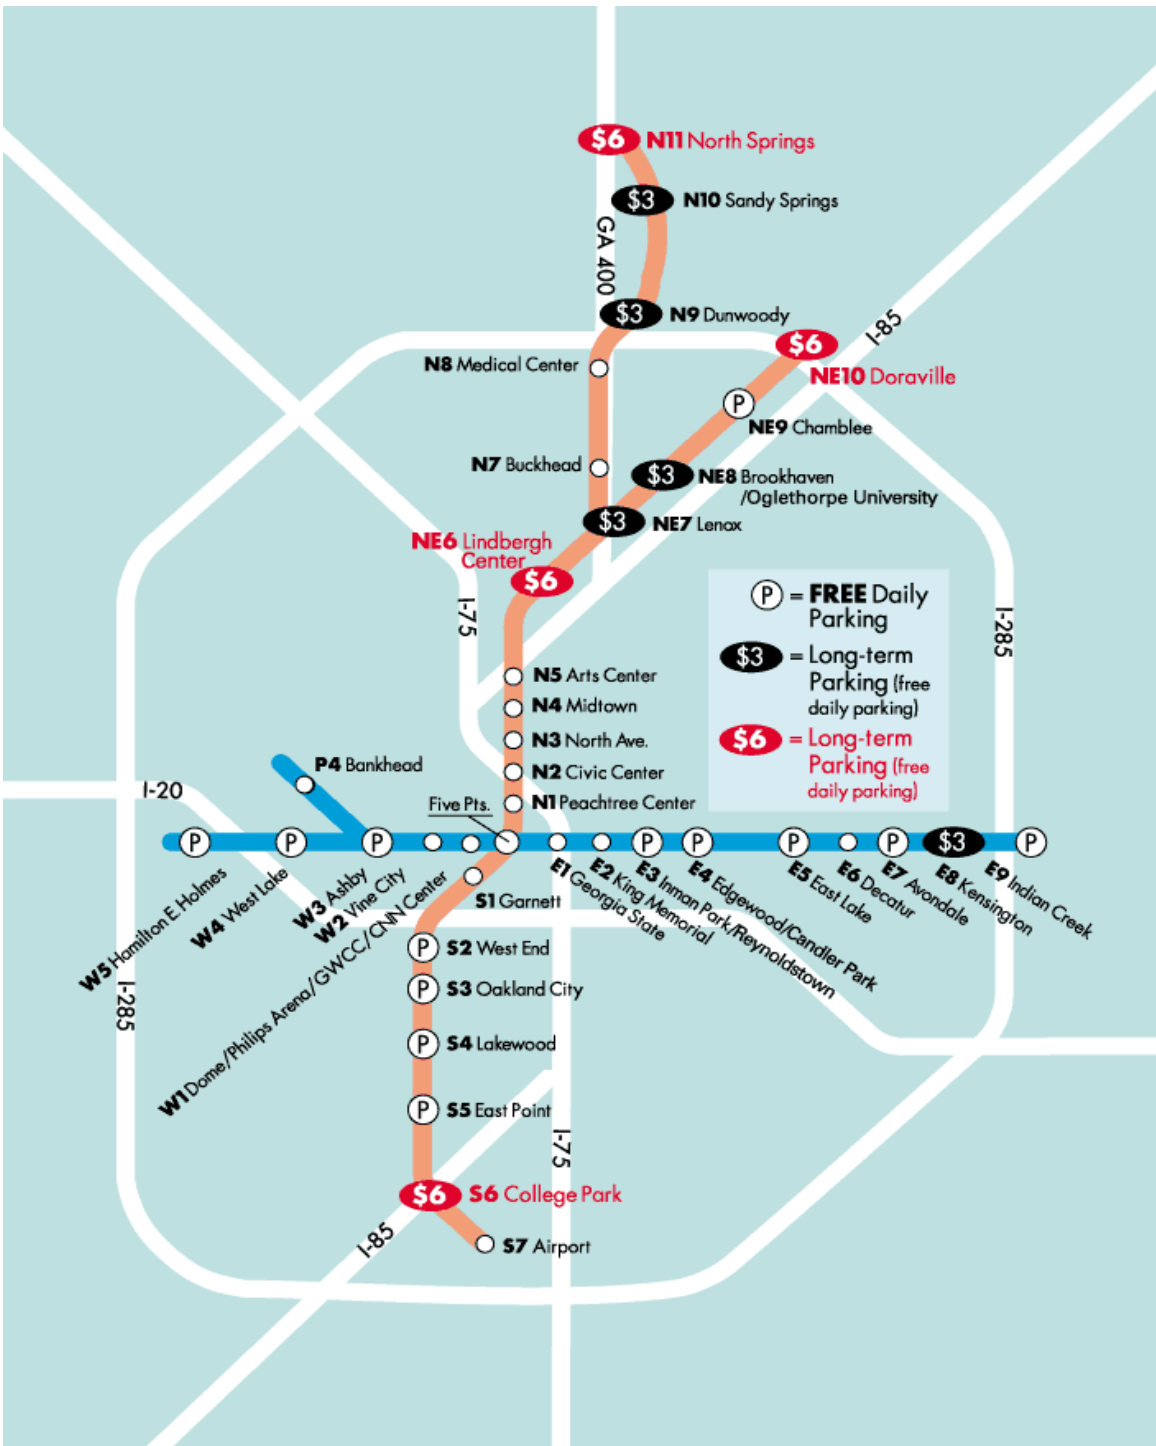 $6 N11 North Springs
$3 N10 Sandy Springs
GA 400
$3 N9 Dunwoody
I-85
$6
N8 Medical Center
NE10 Doraville
P
NE9 Chamblee
N7 Buckhead
$3 NE8 Brookhaven
/Oglethorpe University
$3 NE7 Lenox
NE6 Lindbergh
Center
$6
I-75
I-285
P = FREE Daily
Parking
$3 = Long-term
Parking (free
daily parking)
$6 = Long-term
Parking (free
daily parking)
N5 Arts Center
N4 Midtown
N3 North Ave.
N2 Civic Center
N1 Peachtree Center
P4 Bankhead
I-20
Five Pts.
P P P P P P P $3 P
W5 Hamilton E. Holmes
W4 West Lake
W3 Ashby
W2 Vine City
W1 Dome/Philips Arena/GWCC/CNN Center
E1 Georgia State
E2 King Memorial
E3 Inman Park/Reynoldstown
E4 Edgewood/Candler Park
E5 East Lake
E6 Decatur
E7 Avondale
E8 Kensington
E9 Indian Creek
S1 Garnett
P S2 West End
P S3 Oakland City
I-285
P S4 Lakewood
P S5 East Point
I-75
$6 S6 College Park
I-85
S7 Airport